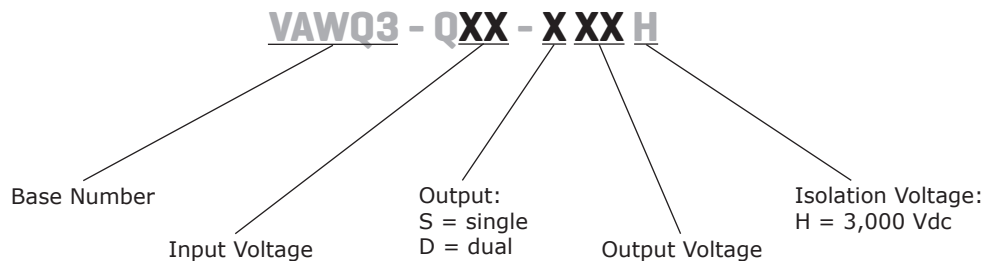 VAWQ3 - QXX - X XX H
Base Number
Input Voltage
Output:
S = single
D = dual
Output Voltage
Isolation Voltage:
H = 3,000 Vdc